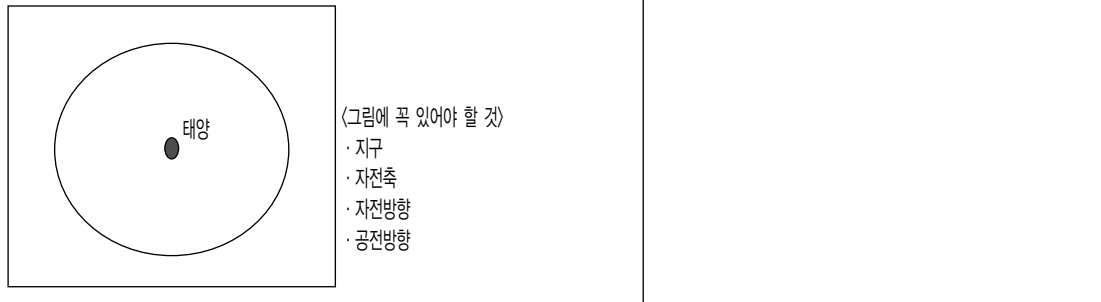 태양
〈그림에 꼭 있어야 할 것〉
· 지구
· 자전축
· 자전방향
· 공전방향